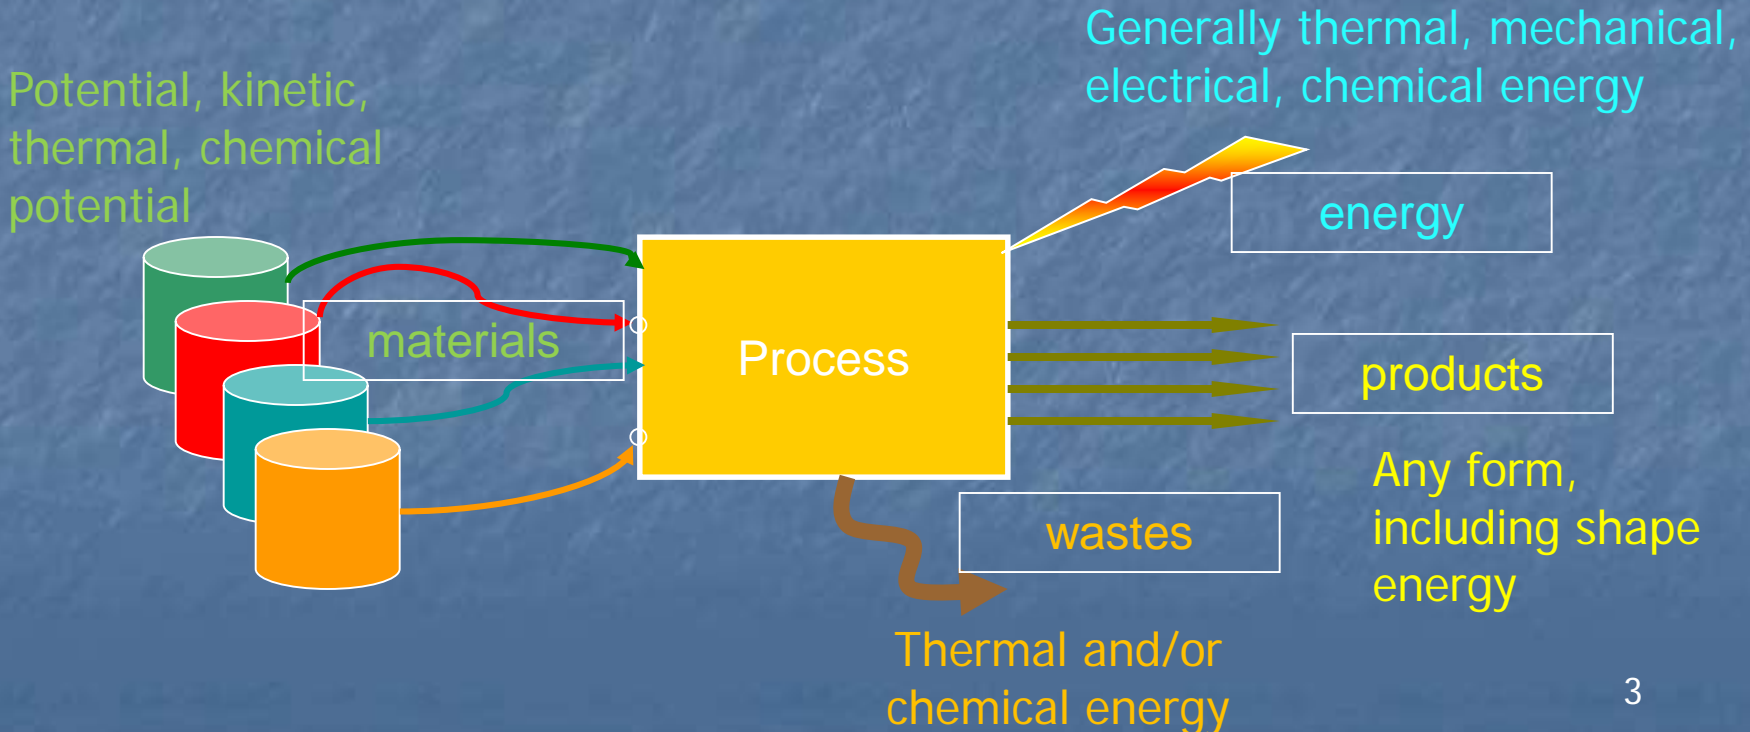 Generally thermal, mechanical,
electrical, chemical energy
Potential, kinetic,
thermal, chemical
potential
energy
materials
Process
products
Any form,
including shape
energy
wastes
Thermal and/or
chemical energy
3